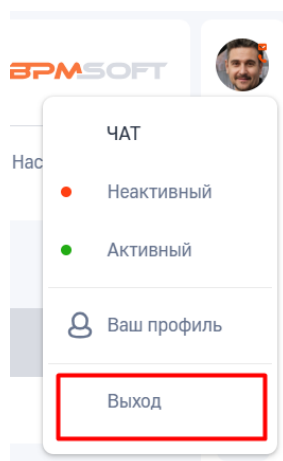 BPMSOFT
ЧАТ
Нас
Неактивный
Активный
Ваш профиль
Выход